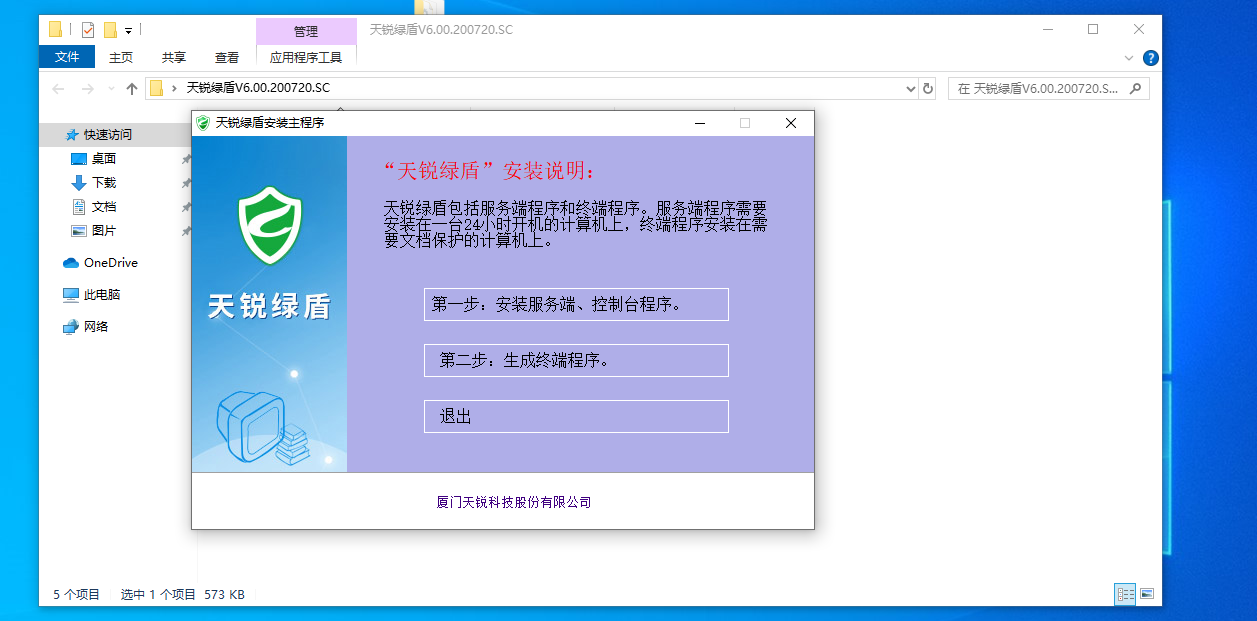 管理
天锐绿盾V6.00.200720.SC
文件
主页
共享
查看
应用程序工具
天锐绿盾V6.00.200720.SC
在 天锐绿盾V6.00.200720.S...
快速访问
桌面
下载
文档
图片
OneDrive
此电脑
网络
天锐绿盾安装主程序
天锐绿盾
“天锐绿盾”安装说明：
天锐绿盾包括服务端程序和终端程序。服务端程序需要
安装在一台24小时开机的计算机上，终端程序安装在需
要文档保护的计算机上。
第一步：安装服务端、控制台程序。
第二步：生成终端程序。
退出
厦门天锐科技股份有限公司
5 个项目
选中 1 个项目 573 KB